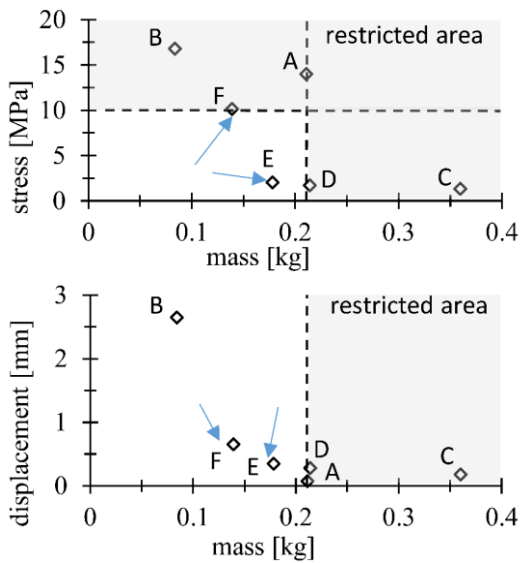 20
15
10
5
0
stress [MPa]
restricted area
B
A
F
E
D
C
0
0.1
0.2
0.3
0.4
mass [kg]
3
2
1
0
displacement [mm]
restricted area
B
F
E
D
A
C
0
0.1
0.2
0.3
0.4
mass [kg]